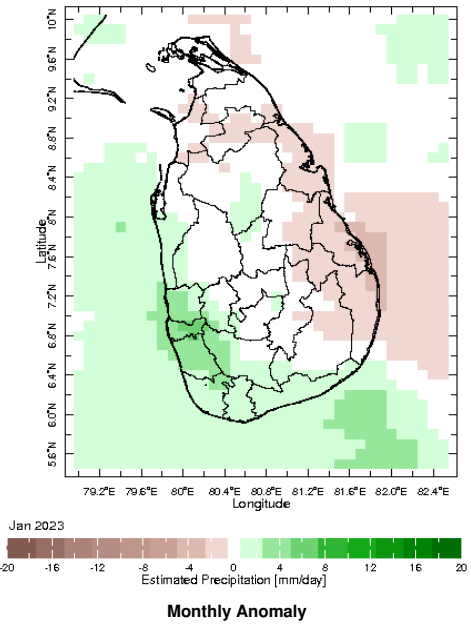 10°N
9.6°N
9.2°N
8.8°N
8.4°N
8°N
7.6°N
7.2°N
6.8°N
6.4°N
6.0°N
5.6°N
Latitude
79.2°E 79.6°E 80°E 80.4°E 80.8°E 81.2°E 81.6°E 82.0°E 82.4°E
Longitude
Jan 2023
-20 -16 -12 -8 -4 0 4 8 12 16 20
Estimated Precipitation [mm/day]
Monthly Anomaly